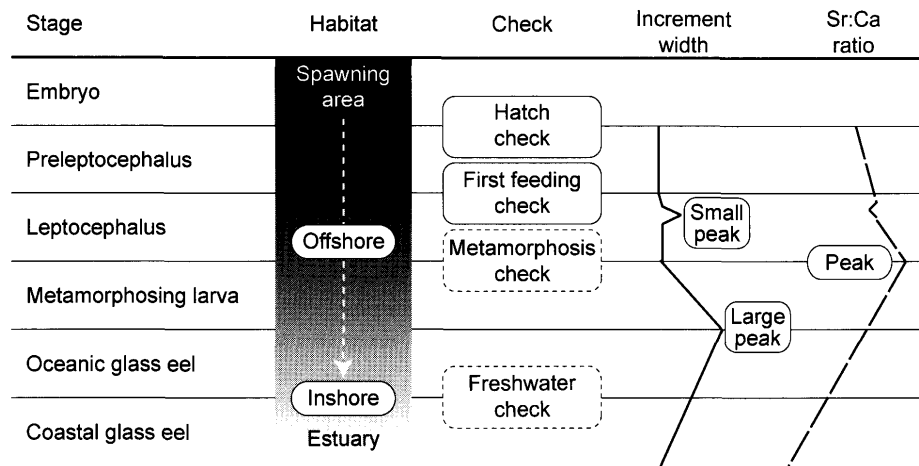 Stage
Habitat
Check
Increment
width
Sr:Ca
ratio
Spawning
area
Embryo
Hatch
check
Preleptocephalus
First feeding
check
Leptocephalus
Small
peak
Offshore
Metamorphosis
check
Peak
Metamorphosing larva
Large
peak
Oceanic glass eel
Freshwater
check
Inshore
Coastal glass eel
Estuary